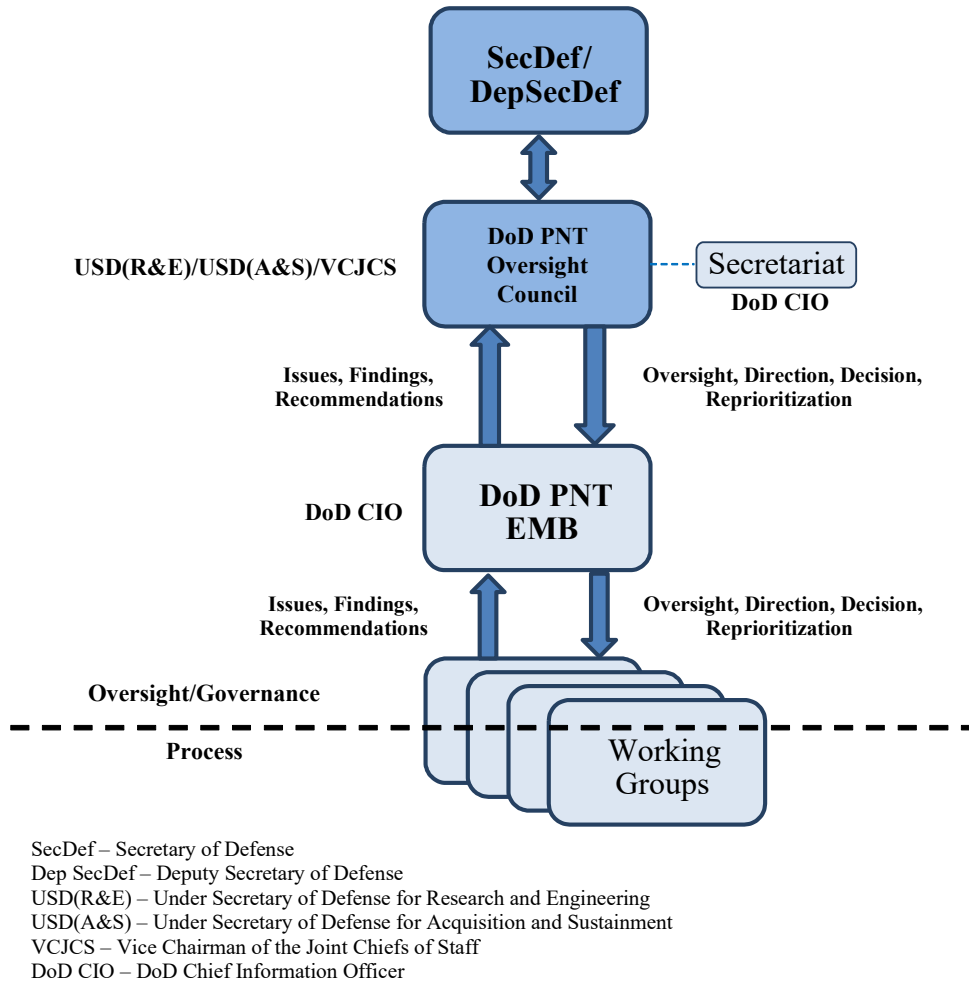 SecDef/
DepSecDef
DoD PNT
Oversight
Council
USD(R&E)/USD(A&S)/VCJCS
Secretariat
DoD CIO
Issues, Findings,
Recommendations
Oversight, Direction, Decision,
Reprioritization
DoD CIO
DoD PNT
EMB
Issues, Findings,
Recommendations
Oversight, Direction, Decision,
Reprioritization
Oversight/Governance
Process
Working
Groups
SecDef – Secretary of Defense
Dep SecDef – Deputy Secretary of Defense
USD(R&E) – Under Secretary of Defense for Research and Engineering
USD(A&S) – Under Secretary of Defense for Acquisition and Sustainment
VCJCS – Vice Chairman of the Joint Chiefs of Staff
DoD CIO – DoD Chief Information Officer